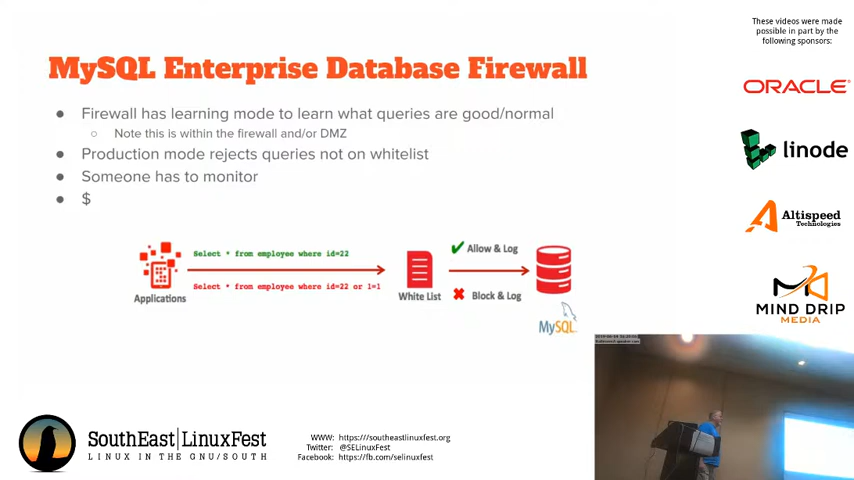 These videos were made
possible in part by the
following sponsors:
MySQL Enterprise Database Firewall
ORACLE
● Firewall has learning mode to learn what queries are good/normal
○ Note this is within the firewall and/or DMZ
● Production mode rejects queries not on whitelist
● Someone has to monitor
● $
linode
Altispeed
Technologies
Select * from employee where id=22
Allow & Log
Select * from employee where id=22 or 1=1
Applications
White List
Block & Log
MySQL
MIND DRIP
MEDIA
SouthEast|LinuxFest
LINUX IN THE GNU/SOUTH
WWW: https://southeastlinuxfest.org
Twitter: @SELinuxFest
Facebook: https://fb.com/selinuxfest